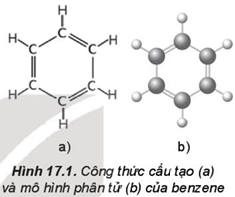 H
H C H
C C
C C
H C H
H
a) b)
Hình 17.1. Công thức cấu tạo (a)
và mô hình phân tử (b) của benzene